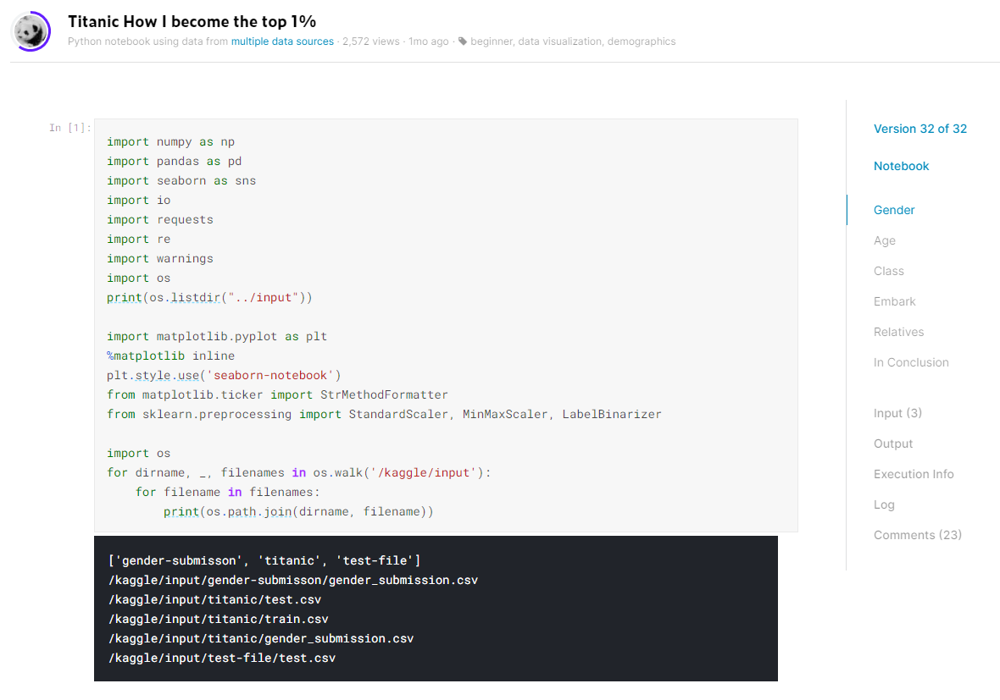 Titanic How I become the top 1%
Python notebook using data from multiple data sources · 2,572 views · 1mo ago · beginner, data visualization, demographics
In [1]:
import numpy as np
import pandas as pd
import seaborn as sns
import io
import requests
import re
import warnings
import os
print(os.listdir("../input"))
import matplotlib.pyplot as plt
%matplotlib inline
plt.style.use('seaborn-notebook')
from matplotlib.ticker import StrMethodFormatter
from sklearn.preprocessing import StandardScaler, MinMaxScaler, LabelBinarizer
import os
for dirname, _, filenames in os.walk('/kaggle/input'):
    for filename in filenames:
        print(os.path.join(dirname, filename))
['gender-submisson', 'titanic', 'test-file']
/kaggle/input/gender-submisson/gender_submission.csv
/kaggle/input/titanic/test.csv
/kaggle/input/titanic/train.csv
/kaggle/input/titanic/gender_submission.csv
/kaggle/input/test-file/test.csv
Version 32 of 32
Notebook
Gender
Age
Class
Embark
Relatives
In Conclusion
Input (3)
Output
Execution Info
Log
Comments (23)